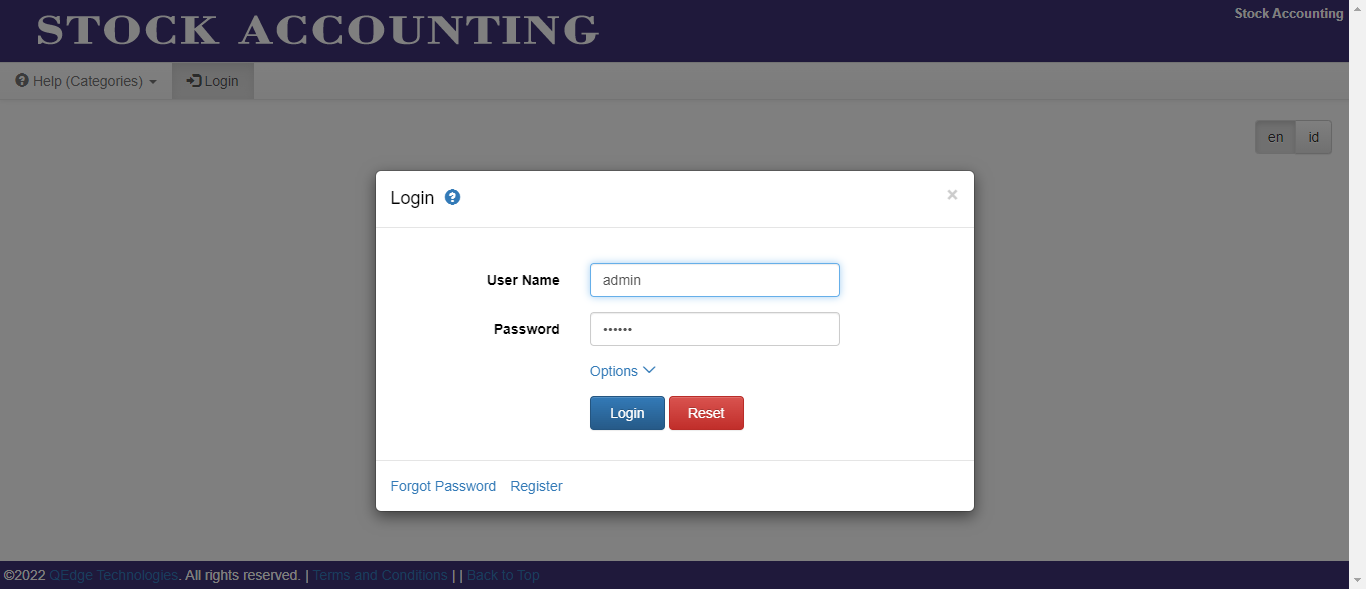 STOCK ACCOUNTING
Stock Accounting
Help (Categories) Login
en id
Login
×
User Name admin
Password ••••••
Options
Login Reset
Forgot Password Register
©2022 QEdge Technologies. All rights reserved. | Terms and Conditions | | Back to Top